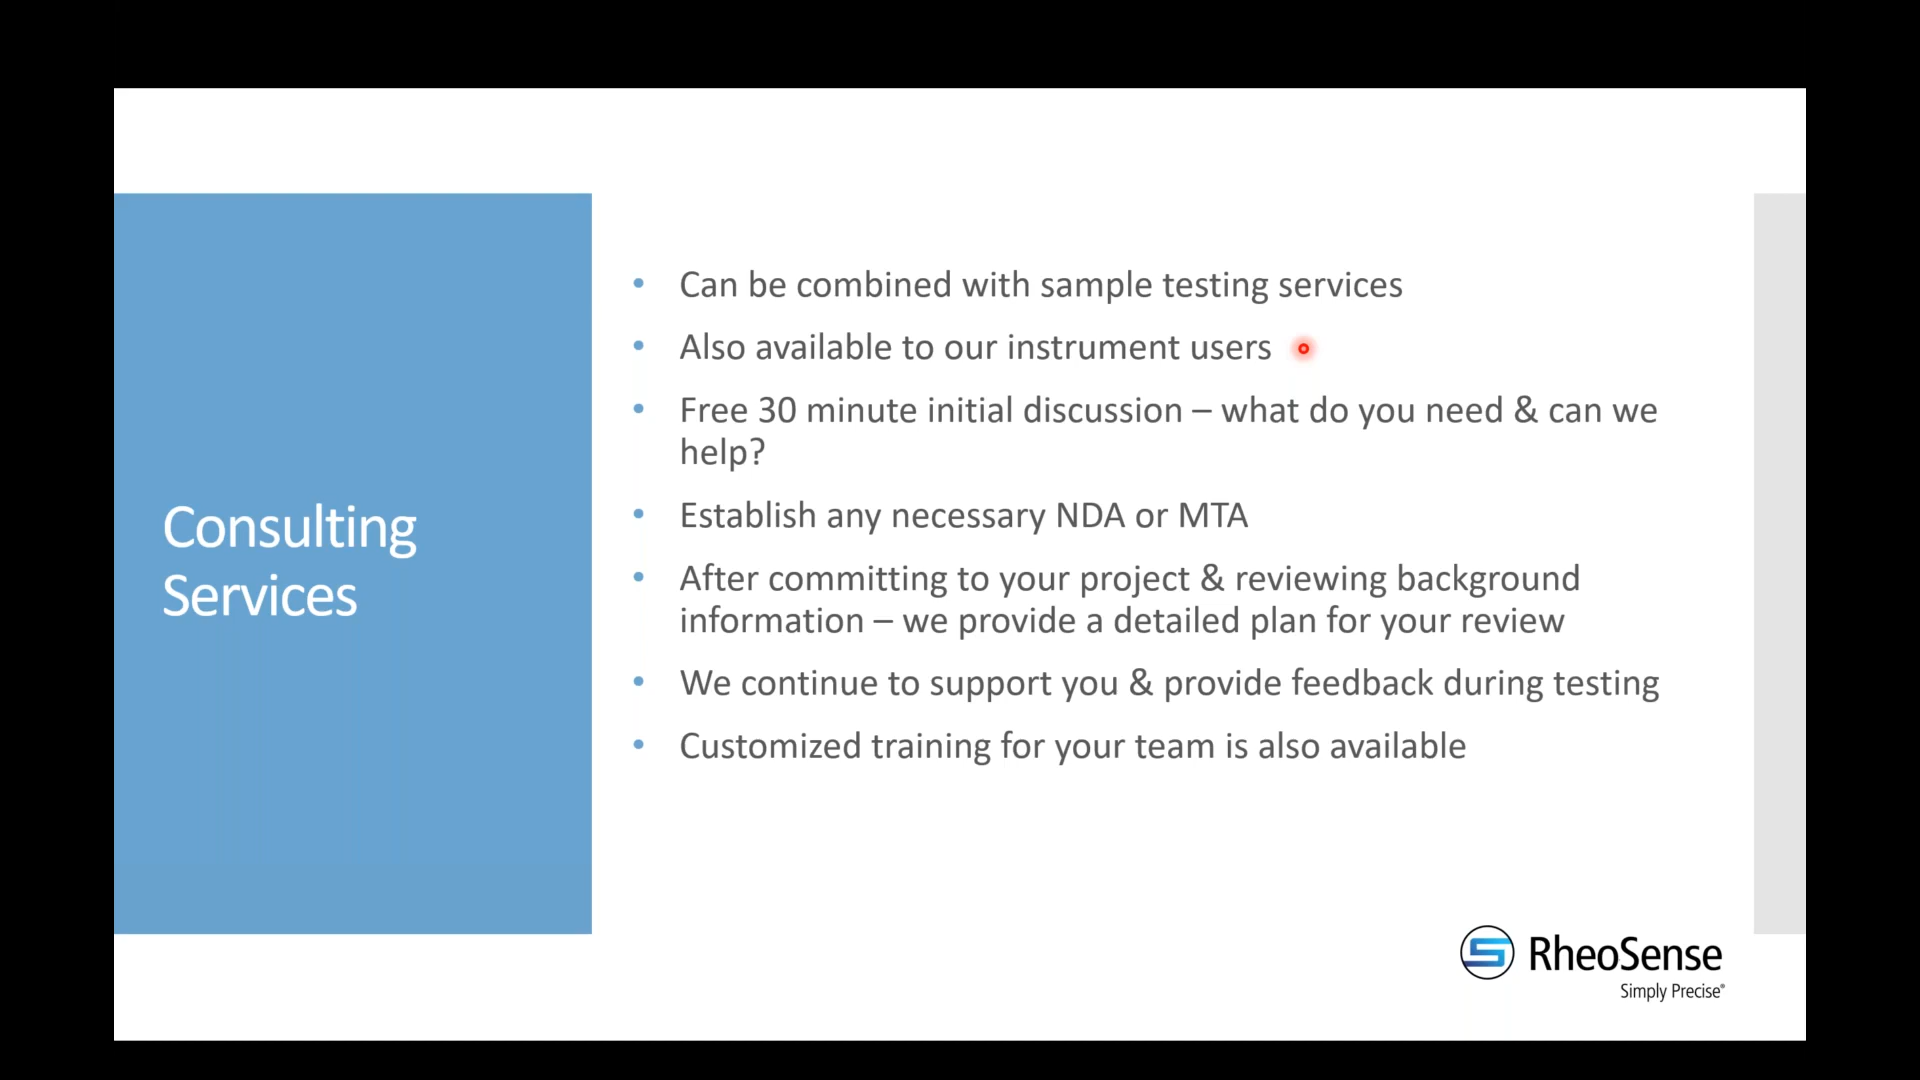 Consulting
Services
• Can be combined with sample testing services
• Also available to our instrument users
• Free 30 minute initial discussion – what do you need & can we
help?
• Establish any necessary NDA or MTA
• After committing to your project & reviewing background
information – we provide a detailed plan for your review
• We continue to support you & provide feedback during testing
• Customized training for your team is also available
RheoSense
Simply Precise®